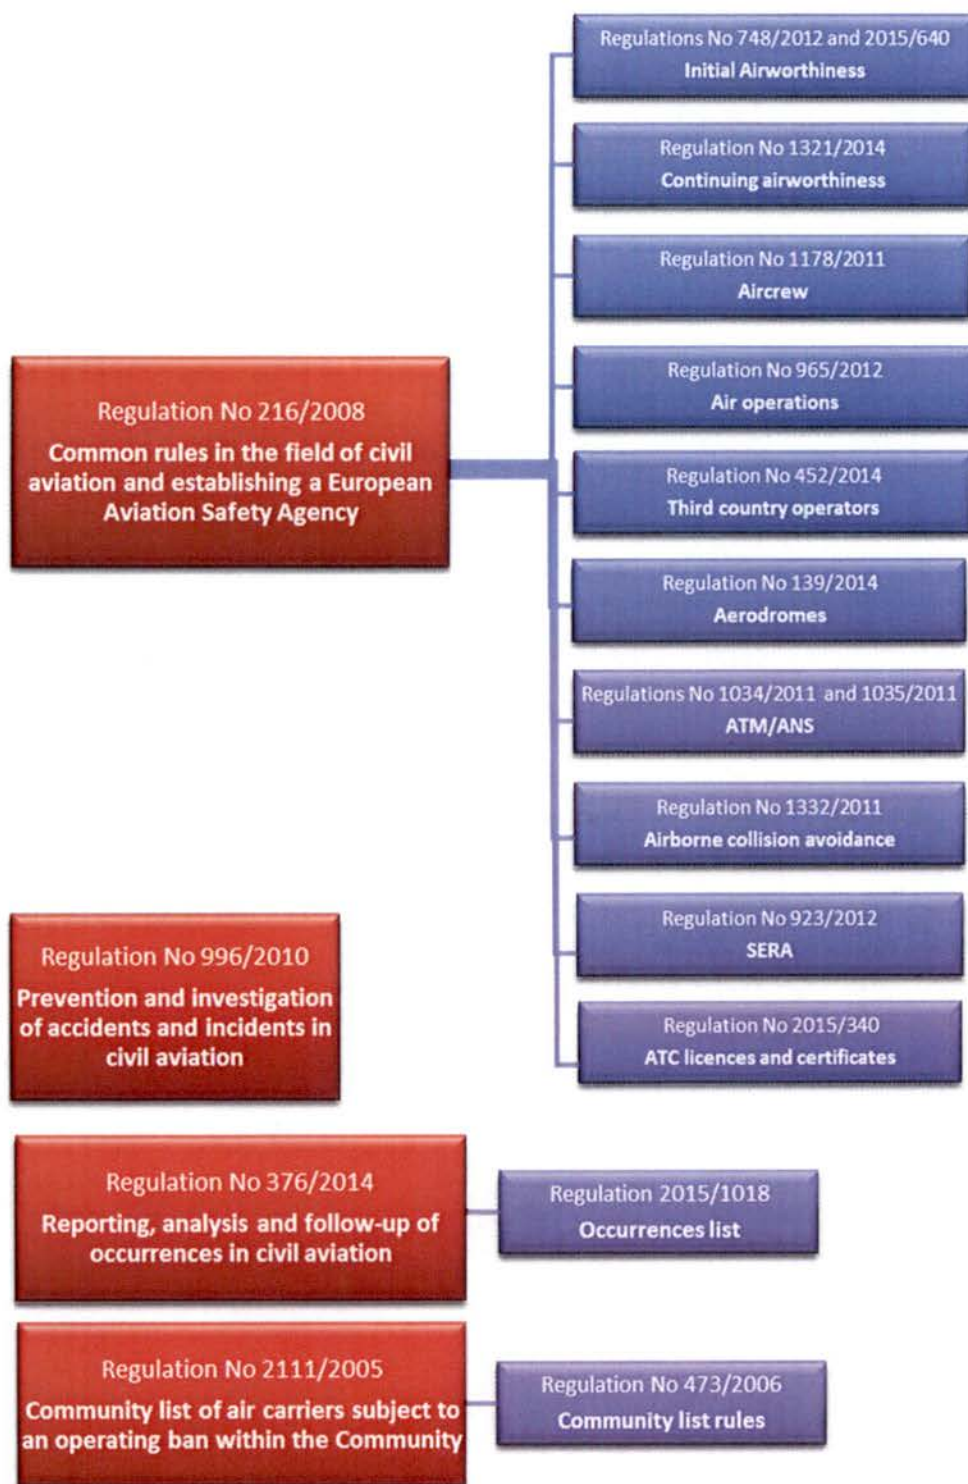 Regulations No 748/2012 and 2015/640
Initial Airworthiness
Regulation No 1321/2014
Continuing airworthiness
Regulation No 1178/2011
Aircrew
Regulation No 965/2012
Air operations
Regulation No 216/2008
Common rules in the field of civil
aviation and establishing a European
Aviation Safety Agency
Regulation No 452/2014
Third country operators
Regulation No 139/2014
Aerodromes
Regulations No 1034/2011 and 1035/2011
ATM/ANS
Regulation No 1332/2011
Airborne collision avoidance
Regulation No 923/2012
SERA
Regulation No 2015/340
ATC licences and certificates
Regulation No 996/2010
Prevention and investigation
of accidents and incidents in
civil aviation
Regulation No 376/2014
Reporting, analysis and follow-up of
occurrences in civil aviation
Regulation 2015/1018
Occurrences list
Regulation No 2111/2005
Community list of air carriers subject to
an operating ban within the Community
Regulation No 473/2006
Community list rules